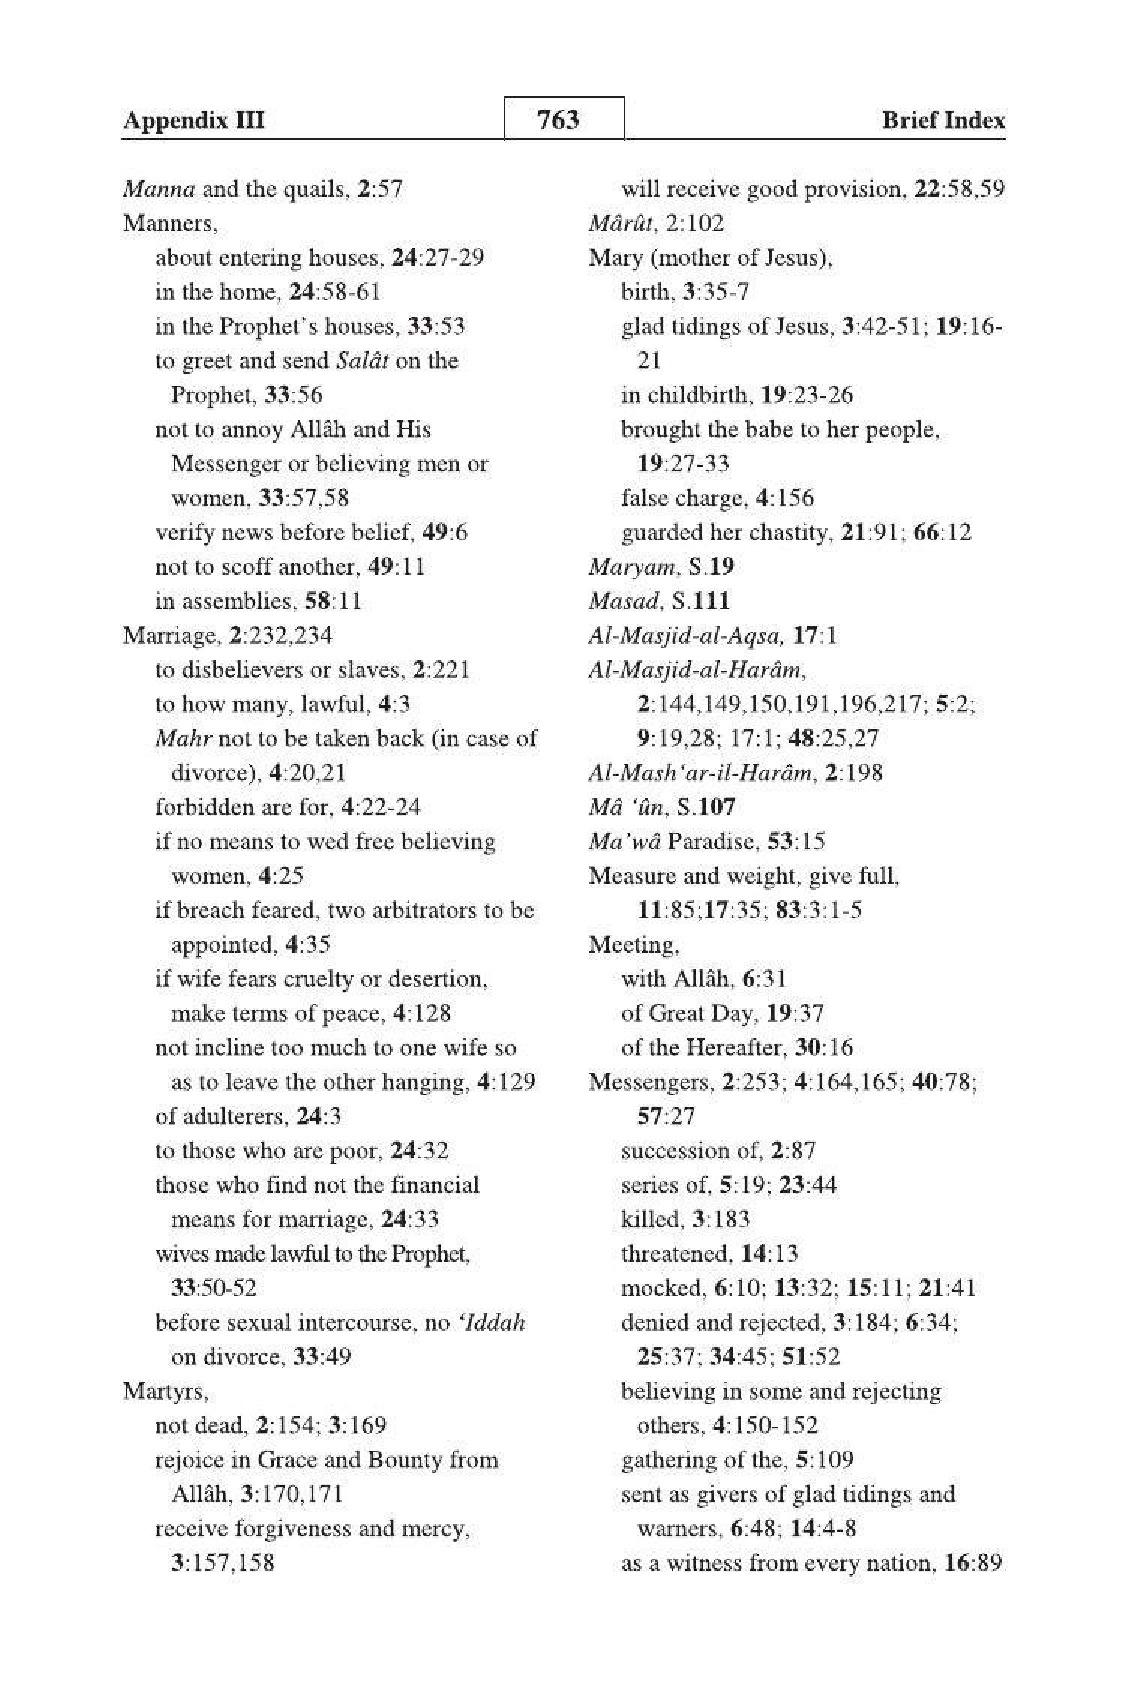 Appendix III 763 Brief Index
Manna and the quails, 2:57
Manners,
about entering houses, 24:27-29
in the home, 24:58-61
in the Prophet's houses, 33:53
to greet and send Salât on the
Prophet, 33:56
not to annoy Allâh and His
Messenger or believing men or
women, 33:57,58
verify news before belief, 49:6
not to scoff another, 49:11
in assemblies, 58:11
Marriage, 2:232,234
to disbelievers or slaves, 2:221
to how many, lawful, 4:3
Mahr not to be taken back (in case of
divorce), 4:20,21
forbidden are for, 4:22-24
if no means to wed free believing
women, 4:25
if breach feared, two arbitrators to be
appointed, 4:35
if wife fears cruelty or desertion,
make terms of peace, 4:128
not incline too much to one wife so
as to leave the other hanging, 4:129
of adulterers, 24:3
to those who are poor, 24:32
those who find not the financial
means for marriage, 24:33
wives made lawful to the Prophet,
33:50-52
before sexual intercourse, no ‘Iddah
on divorce, 33:49
Martyrs,
not dead, 2:154; 3:169
rejoice in Grace and Bounty from
Allâh, 3:170,171
receive forgiveness and mercy,
3:157,158
will receive good provision, 22:58,59
Mârût, 2:102
Mary (mother of Jesus),
birth, 3:35-7
glad tidings of Jesus, 3:42-51; 19:16-
21
in childbirth, 19:23-26
brought the babe to her people,
19:27-33
false charge, 4:156
guarded her chastity, 21:91; 66:12
Maryam, S.19
Masad, S.111
Al-Masjid-al-Aqsa, 17:1
Al-Masjid-al-Harâm,
2:144,149,150,191,196,217; 5:2;
9:19,28; 17:1; 48:25,27
Al-Mash‘ar-il-Harâm, 2:198
Mâ ‘ûn, S.107
Ma’wâ Paradise, 53:15
Measure and weight, give full,
11:85;17:35; 83:3:1-5
Meeting,
with Allâh, 6:31
of Great Day, 19:37
of the Hereafter, 30:16
Messengers, 2:253; 4:164,165; 40:78;
57:27
succession of, 2:87
series of, 5:19; 23:44
killed, 3:183
threatened, 14:13
mocked, 6:10; 13:32; 15:11; 21:41
denied and rejected, 3:184; 6:34;
25:37; 34:45; 51:52
believing in some and rejecting
others, 4:150-152
gathering of the, 5:109
sent as givers of glad tidings and
warners, 6:48; 14:4-8
as a witness from every nation, 16:89